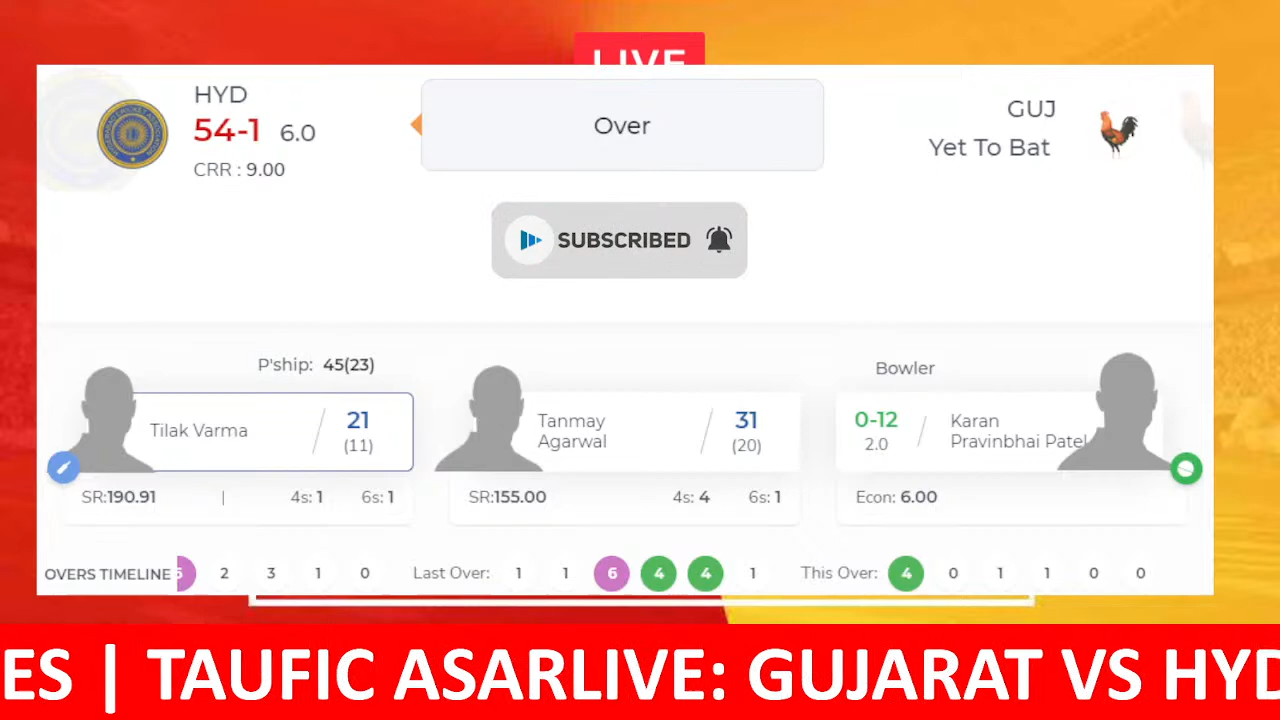 LIVE
HYD
54-1 6.0
CRR : 9.00
Over
GUJ
Yet To Bat
SUBSCRIBED
P'ship: 45(23)
Tilak Varma
21
(11)
SR:190.91 | 4s: 1 6s: 1
Tanmay
Agarwal
31
(20)
SR:155.00 4s: 4 6s: 1
Bowler
0-12
2.0
Karan
Pravinbhai Patel
Econ: 6.00
OVERS TIMELINE 2 3 1 0 Last Over: 1 1 6 4 4 1 This Over: 4 0 1 1 0 0
ES | TAUFIC ASARLIVE: GUJARAT VS HYD